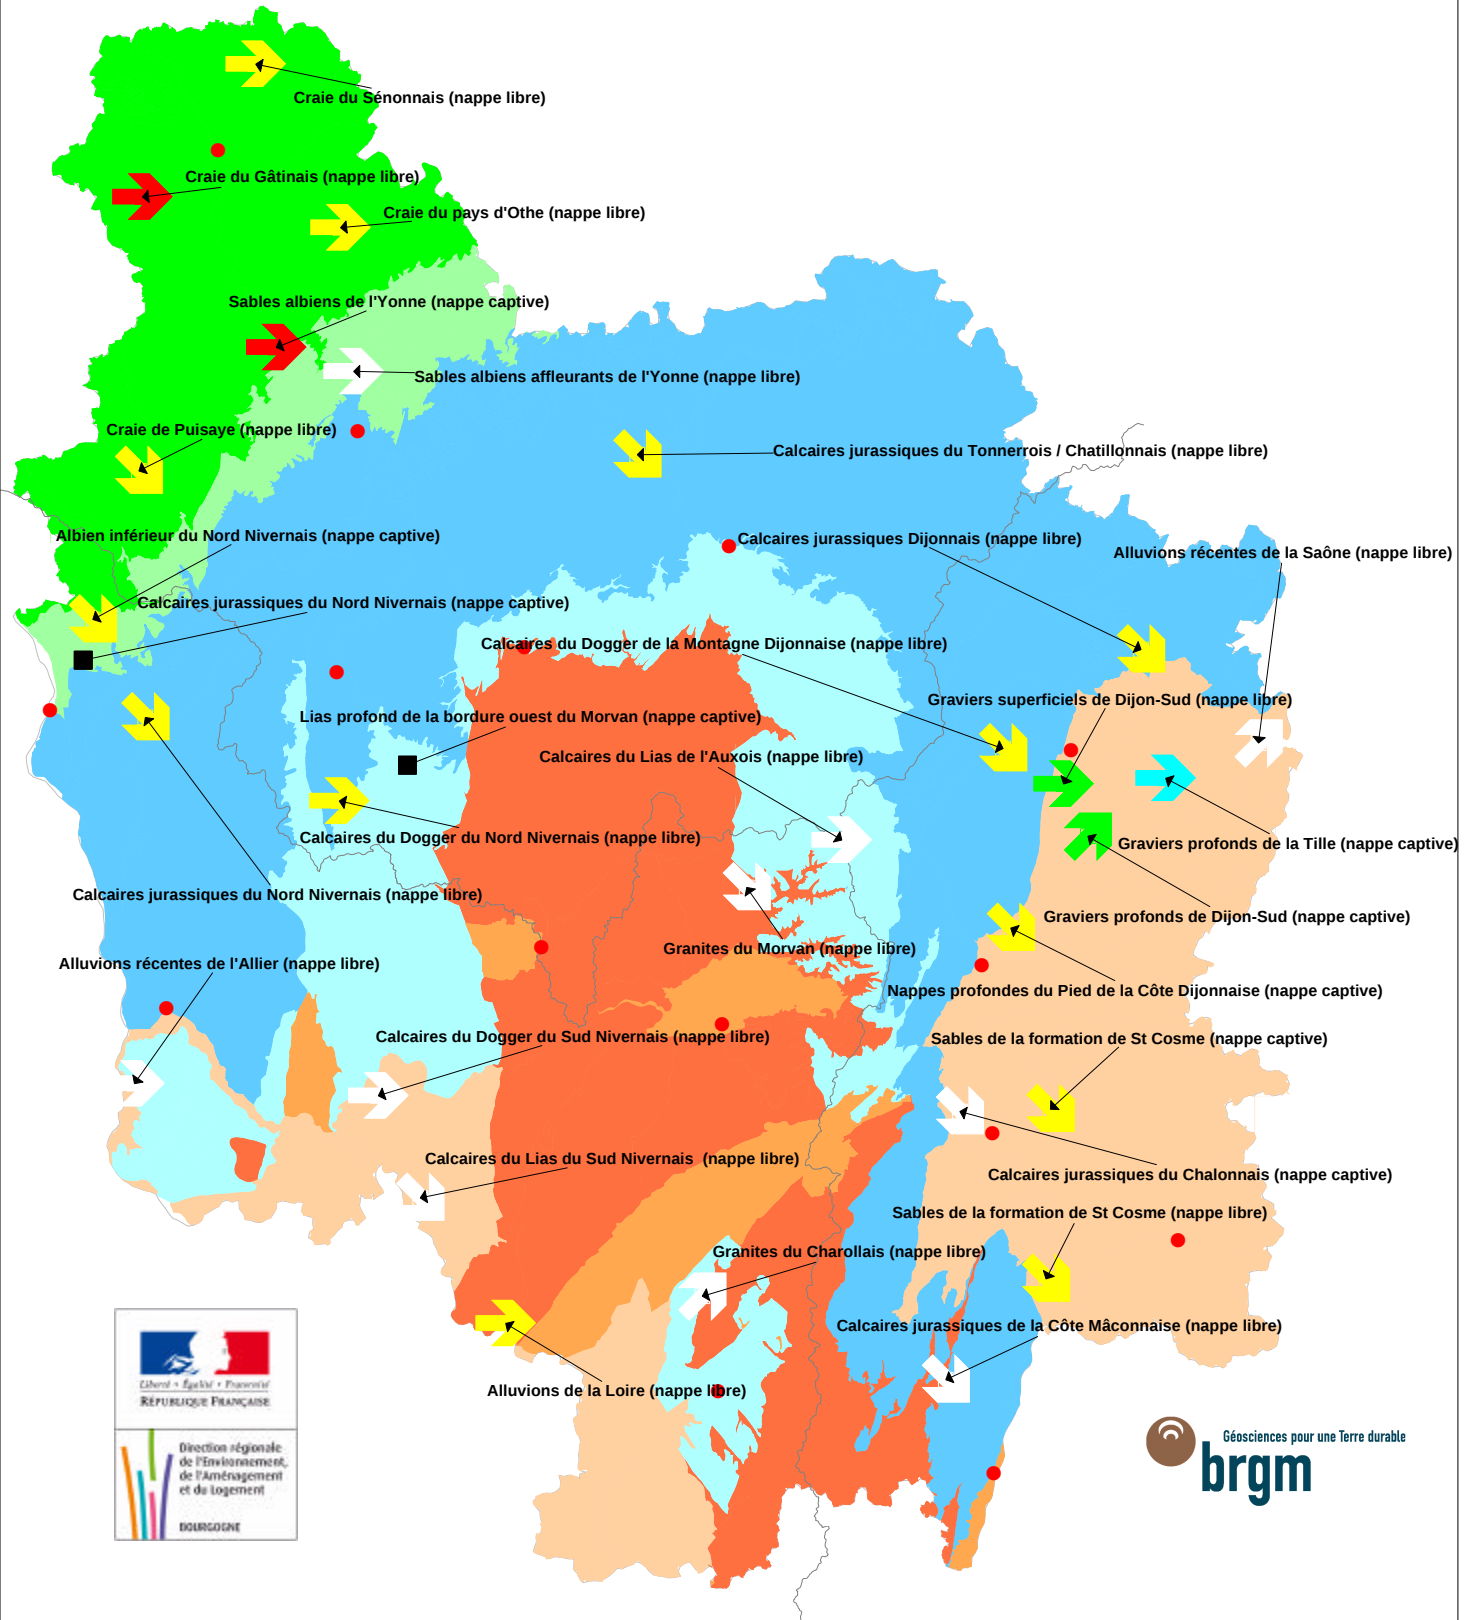 Craie du Sénonnais (nappe libre)
Craie du Gâtinais (nappe libre)
Craie du pays d'Othe (nappe libre)
Sables albiens de l'Yonne (nappe captive)
Sables albiens affleurants de l'Yonne (nappe libre)
Craie de Puisaye (nappe libre)
Calcaires jurassiques du Tonnerrois / Chatillonnais (nappe libre)
Albien inférieur du Nord Nivernais (nappe captive)
Calcaires jurassiques Dijonnais (nappe libre)
Alluvions récentes de la Saône (nappe libre)
Calcaires jurassiques du Nord Nivernais (nappe captive)
Calcaires du Dogger de la Montagne Dijonnaise (nappe libre)
Graviers superficiels de Dijon-Sud (nappe libre)
Lias profond de la bordure ouest du Morvan (nappe captive)
Calcaires du Lias de l'Auxois (nappe libre)
Calcaires du Dogger du Nord Nivernais (nappe libre)
Graviers profonds de la Tille (nappe captive)
Calcaires jurassiques du Nord Nivernais (nappe libre)
Graviers profonds de Dijon-Sud (nappe captive)
Granites du Morvan (nappe libre)
Alluvions récentes de l'Allier (nappe libre)
Nappes profondes du Pied de la Côte Dijonnaise (nappe captive)
Calcaires du Dogger du Sud Nivernais (nappe libre)
Sables de la formation de St Cosme (nappe captive)
Calcaires du Lias du Sud Nivernais (nappe libre)
Calcaires jurassiques du Chalonnais (nappe captive)
Sables de la formation de St Cosme (nappe libre)
Granites du Charollais (nappe libre)
Calcaires jurassiques de la Côte Mâconnaise (nappe libre)
Alluvions de la Loire (nappe libre)
Liberté • Égalité • Fraternité
RÉPUBLIQUE FRANÇAISE
Direction régionale
de l'Environnement,
de l'Aménagement
et du Logement
BOURGOGNE
Géosciences pour une Terre durable
brgm